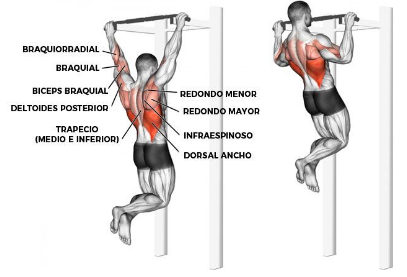 BRAQUIORRADIAL
BRAQUIAL
BICEPS BRAQUIAL
DELTOIDES POSTERIOR
TRAPECIO
(MEDIO E INFERIOR)
REDONDO MENOR
REDONDO MAYOR
INFRAESPINOSO
DORSAL ANCHO